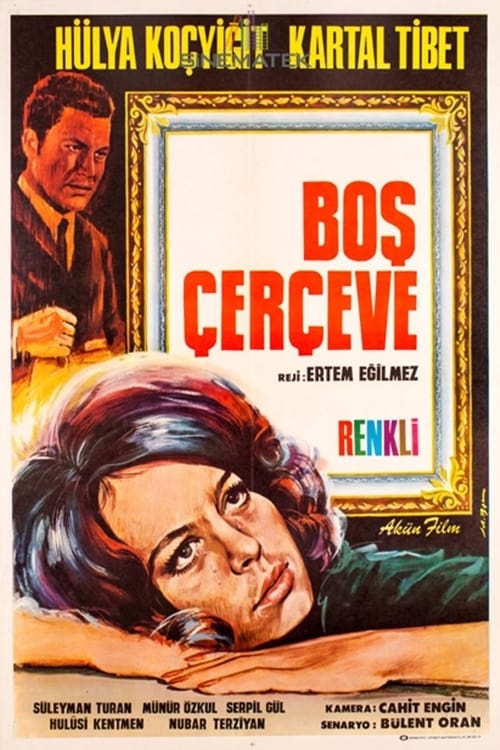 HÜLYA KOÇYİĞİT KARTAL TİBET
SİNEMATEK
BOŞ
ÇERÇEVE
REJİ: ERTEM EĞİLMEZ
RENKLİ
Akün Film
SÜLEYMAN TURAN MÜNÜR ÖZKUL SERPİL GÜL
HULÛSİ KENTMEN NUBAR TERZİYAN
KAMERA: CAHİT ENGİN
SENARYO: BÜLENT ORAN